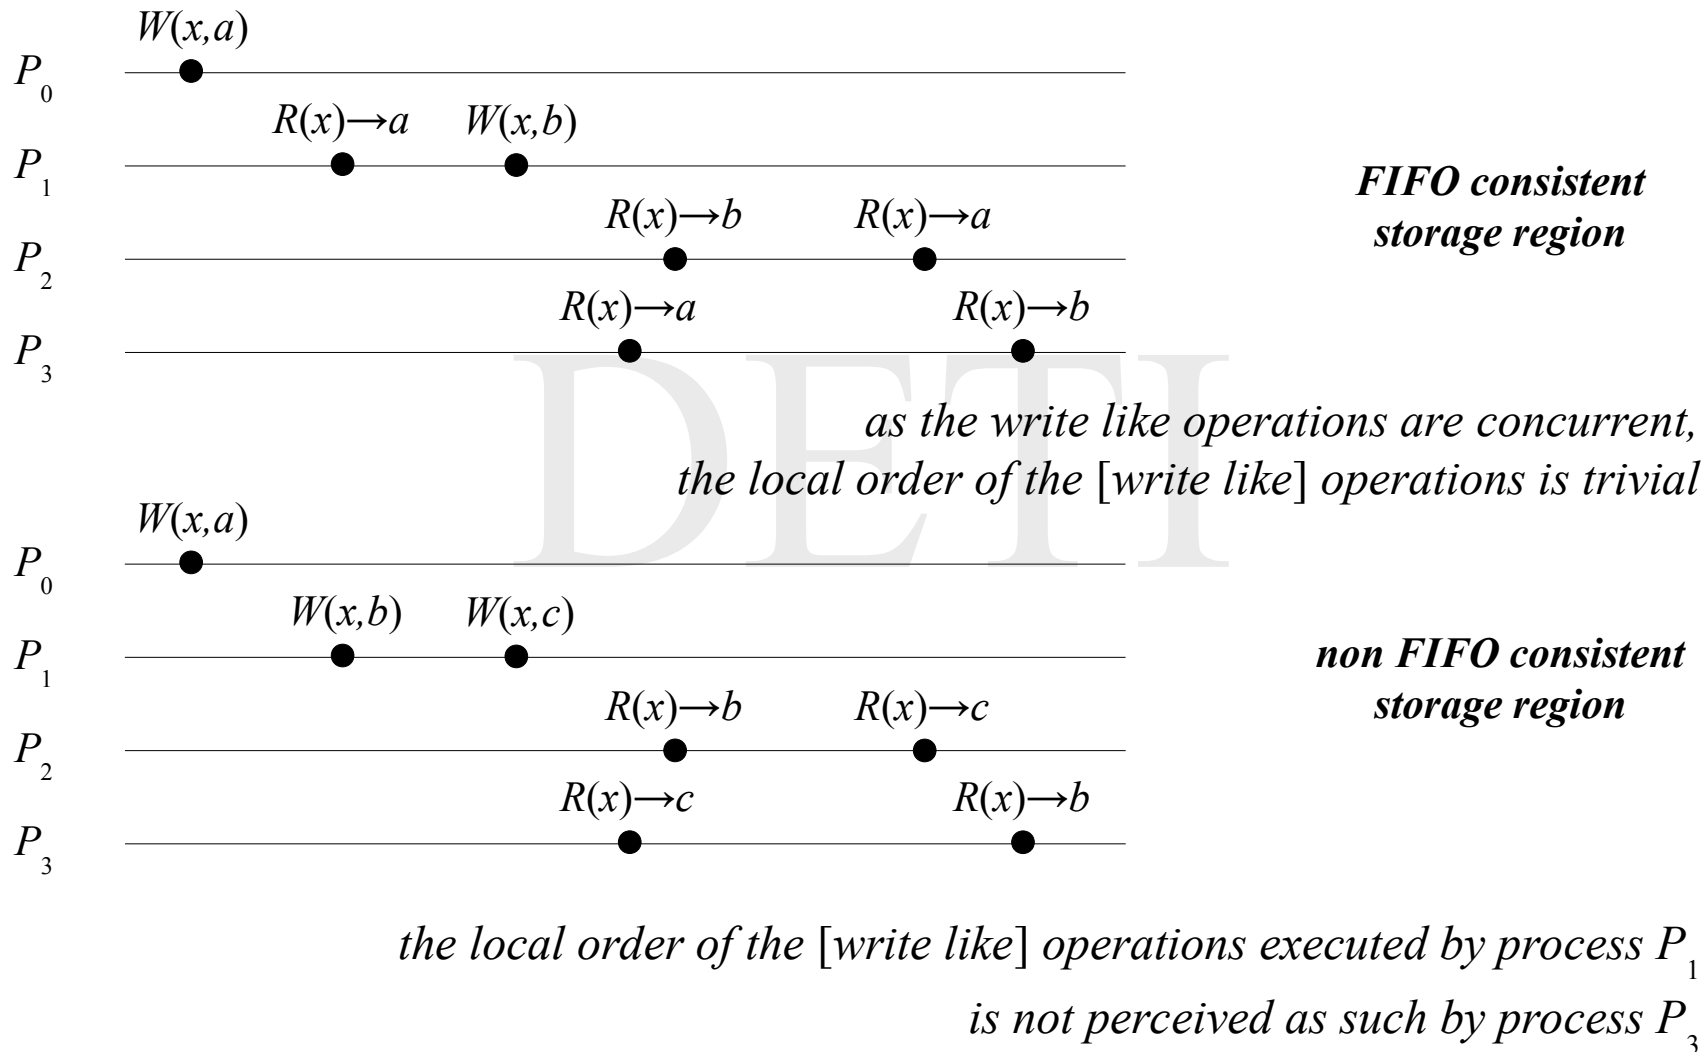 W(x,a)
P0
R(x)→a W(x,b)
P1
R(x)→b R(x)→a
P2
R(x)→a R(x)→b
P3
FIFO consistent
storage region
DETI
as the write like operations are concurrent,
the local order of the [write like] operations is trivial
W(x,a)
P0
W(x,b) W(x,c)
P1
R(x)→b R(x)→c
P2
R(x)→c R(x)→b
P3
non FIFO consistent
storage region
the local order of the [write like] operations executed by process P1
is not perceived as such by process P3